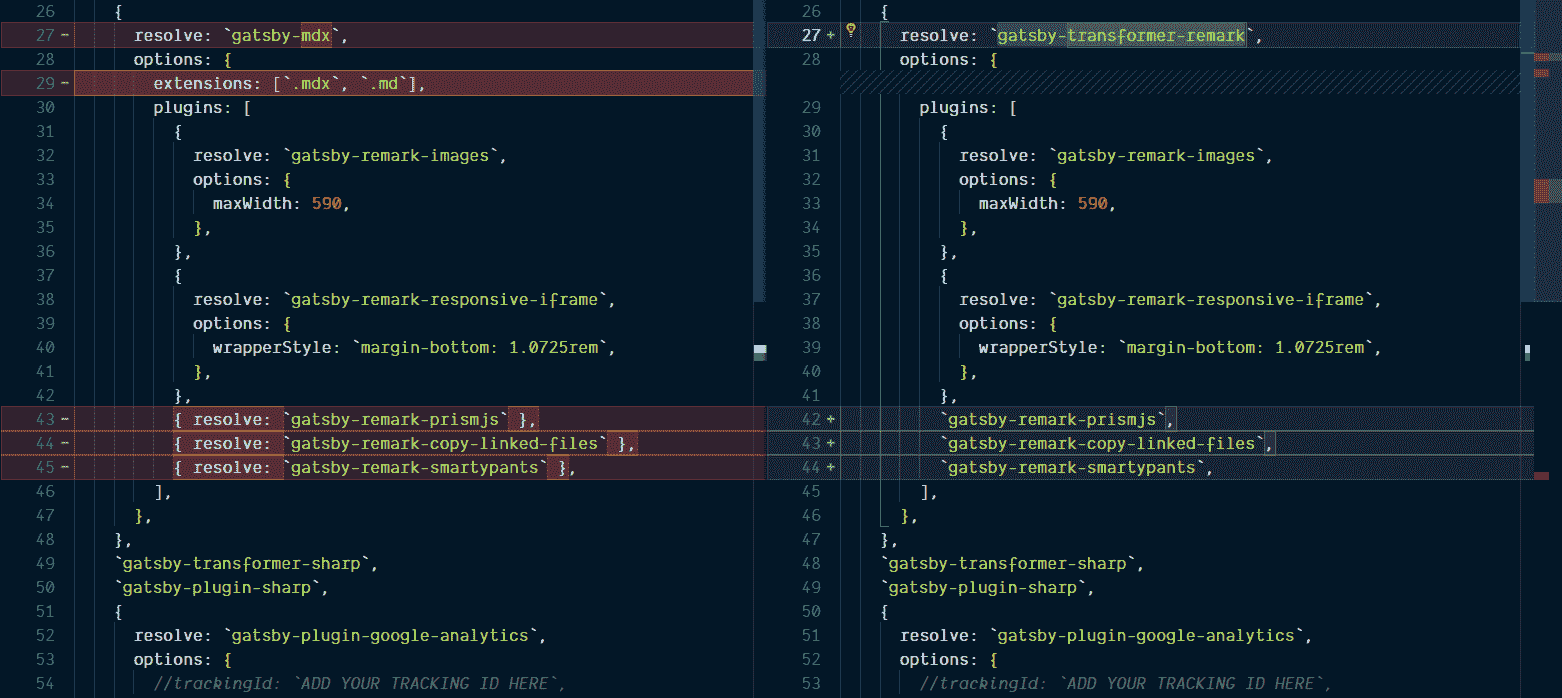 26 {
27 - resolve: `gatsby-mdx`,
28 options: {
29 - extensions: [`.mdx`, `.md`],
30 plugins: [
31 {
32 resolve: `gatsby-remark-images`,
33 options: {
34 maxWidth: 590,
35 },
36 },
37 {
38 resolve: `gatsby-remark-responsive-iframe`,
39 options: {
40 wrapperStyle: `margin-bottom: 1.0725rem`,
41 },
42 },
43 - { resolve: `gatsby-remark-prismjs` },
44 - { resolve: `gatsby-remark-copy-linked-files` },
45 - { resolve: `gatsby-remark-smartypants` },
46 ],
47 },
48 },
49 `gatsby-transformer-sharp`,
50 `gatsby-plugin-sharp`,
51 {
52 resolve: `gatsby-plugin-google-analytics`,
53 options: {
54 //trackingId: `ADD YOUR TRACKING ID HERE`,
26 {
27 + resolve: `gatsby-transformer-remark`,
28 options: {
29 plugins: [
30 {
31 resolve: `gatsby-remark-images`,
32 options: {
33 maxWidth: 590,
34 },
35 },
36 {
37 resolve: `gatsby-remark-responsive-iframe`,
38 options: {
39 wrapperStyle: `margin-bottom: 1.0725rem`,
40 },
41 },
42 + `gatsby-remark-prismjs`,
43 + `gatsby-remark-copy-linked-files`,
44 + `gatsby-remark-smartypants`,
45 ],
46 },
47 },
48 `gatsby-transformer-sharp`,
49 `gatsby-plugin-sharp`,
50 {
51 resolve: `gatsby-plugin-google-analytics`,
52 options: {
53 //trackingId: `ADD YOUR TRACKING ID HERE`,